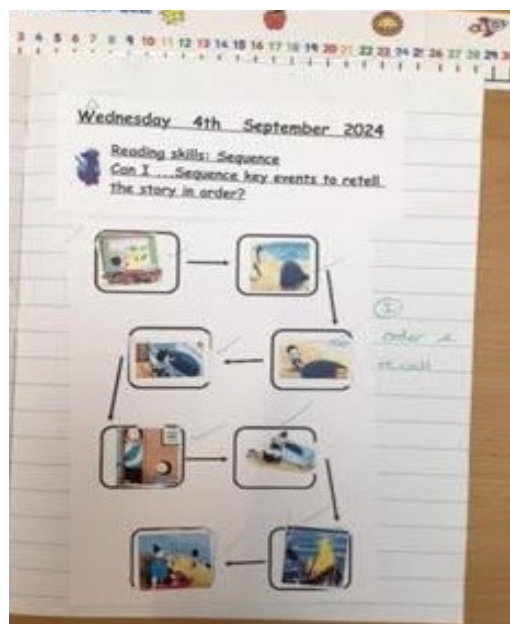 3 4 5 6 7 8 9 10 11 12 13 14 15 16 17 18 19 20 21 22 23 24 25 26 27 28 29 30
Wednesday 4th September 2024
Reading skills: Sequence
Can I ...Sequence key events to retell
the story in order?
order